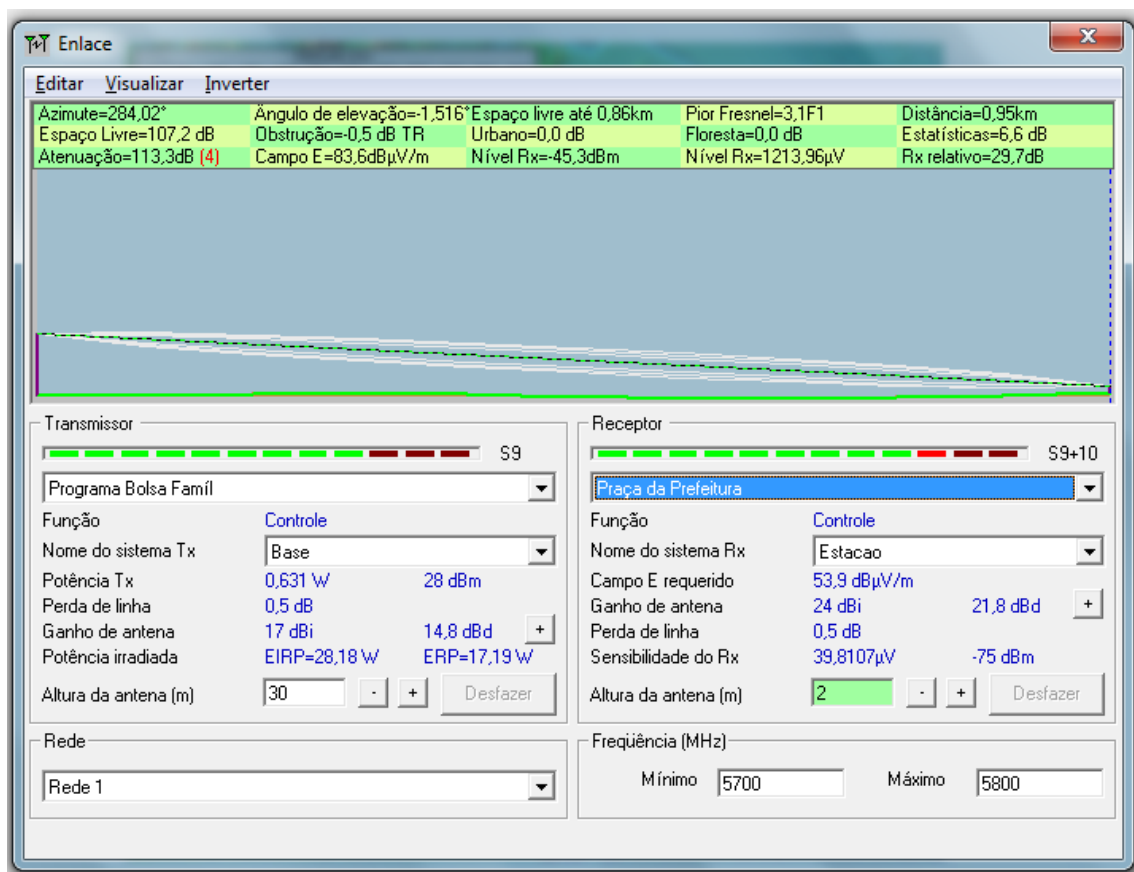 Enlace
Editar Visualizar Inverter
Azimute=284,02° Ângulo de elevação=-1,516° Espaço livre até 0,86km Pior Fresnel=3,1F1 Distância=0,95km
Espaço Livre=107,2 dB Obstrução=-0,5 dB TR Urbano=0,0 dB Floresta=0,0 dB Estatísticas=6,6 dB
Atenuação=113,3dB (4) Campo E=83,6dBµV/m Nível Rx=-45,3dBm Nível Rx=1213,96µV Rx relativo=29,7dB
Transmissor
S9
Programa Bolsa Famíl
Função Controle
Nome do sistema Tx Base
Potência Tx 0,631 W 28 dBm
Perda de linha 0,5 dB
Ganho de antena 17 dBi 14,8 dBd +
Potência irradiada EIRP=28,18 W ERP=17,19 W
Altura da antena (m) 30 - + Desfazer
Rede
Rede 1
Receptor
S9+10
Praça da Prefeitura
Função Controle
Nome do sistema Rx Estacao
Campo E requerido 53,9 dBµV/m
Ganho de antena 24 dBi 21,8 dBd +
Perda de linha 0,5 dB
Sensibilidade do Rx 39,8107µV -75 dBm
Altura da antena (m) 2 - + Desfazer
Freqüência (MHz)
Mínimo 5700 Máximo 5800